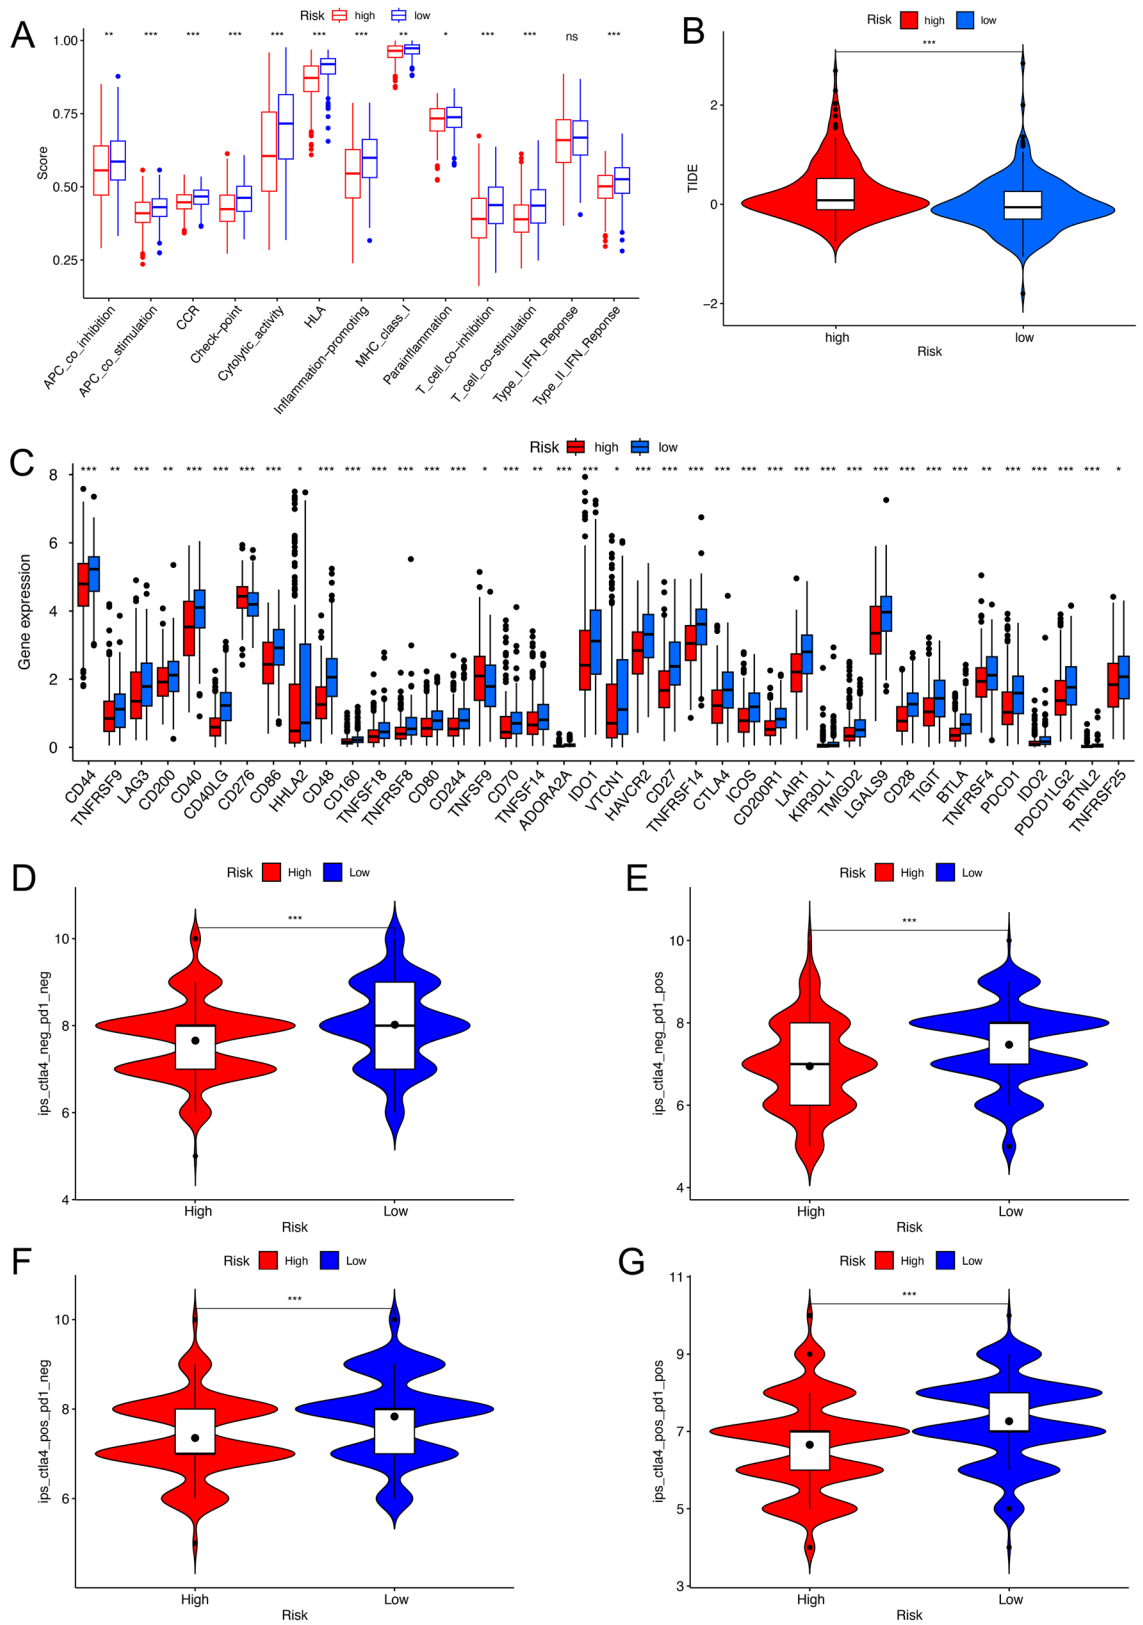 A
Risk high low
** *** *** *** *** *** *** ** * *** *** ns ***
Score
1.00
0.75
0.50
0.25
APC_co_inhibition
APC_co_stimulation
CCR
Check−point
Cytolytic_activity
HLA
Inflammation−promoting
MHC_class_I
Parainflammation
T_cell_co−inhibition
T_cell_co−stimulation
Type_I_IFN_Reponse
Type_II_IFN_Reponse
B
Risk high low
***
TIDE
2
0
−2
high low
Risk
C
Risk high low
*** ** *** ** *** *** *** *** * *** *** *** *** *** *** * *** ** *** *** * *** *** *** *** *** *** *** *** *** *** *** *** *** ** *** *** *** *** *
Gene expression
8
6
4
2
0
CD44
TNFRSF9
LAG3
CD200
CD40
CD40LG
CD276
CD86
HHLA2
CD48
CD160
TNFSF18
TNFRSF8
CD80
CD244
TNFSF9
CD70
TNFSF14
ADORA2A
IDO1
VTCN1
HAVCR2
CD27
TNFRSF14
CTLA4
ICOS
CD200R1
LAIR1
KIR3DL1
TMIGD2
LGALS9
CD28
TIGIT
BTLA
TNFRSF4
PDCD1
IDO2
PDCD1LG2
BTNL2
TNFRSF25
D
Risk High Low
***
ips_ctla4_neg_pd1_neg
10
8
6
4
High Low
Risk
E
Risk High Low
***
ips_ctla4_neg_pd1_pos
10
8
6
4
High Low
Risk
F
Risk High Low
***
ips_ctla4_pos_pd1_neg
10
8
6
High Low
Risk
G
Risk High Low
***
ips_ctla4_pos_pd1_pos
11
9
7
5
3
High Low
Risk